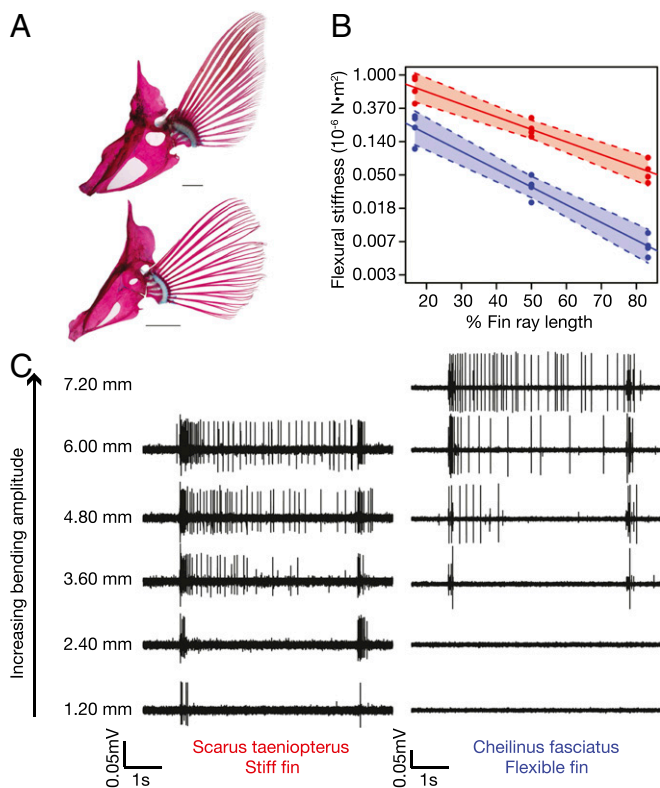 A
B
Flexural stiffness (10⁻⁶ N•m²)
1.000
0.370
0.140
0.050
0.018
0.007
0.003
20 30 40 50 60 70 80
% Fin ray length
C
Increasing bending amplitude
7.20 mm
6.00 mm
4.80 mm
3.60 mm
2.40 mm
1.20 mm
0.05mV
1s
Scarus taeniopterus
Stiff fin
0.05mV
1s
Cheilinus fasciatus
Flexible fin